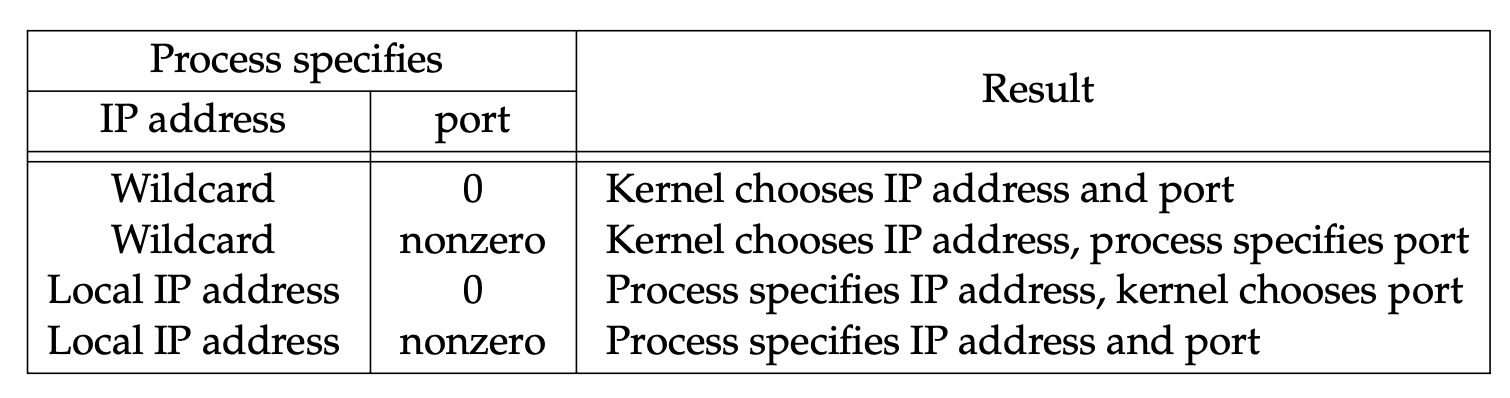 Process specifies
Result
IP address port
Wildcard 0 Kernel chooses IP address and port
Wildcard nonzero Kernel chooses IP address, process specifies port
Local IP address 0 Process specifies IP address, kernel chooses port
Local IP address nonzero Process specifies IP address and port